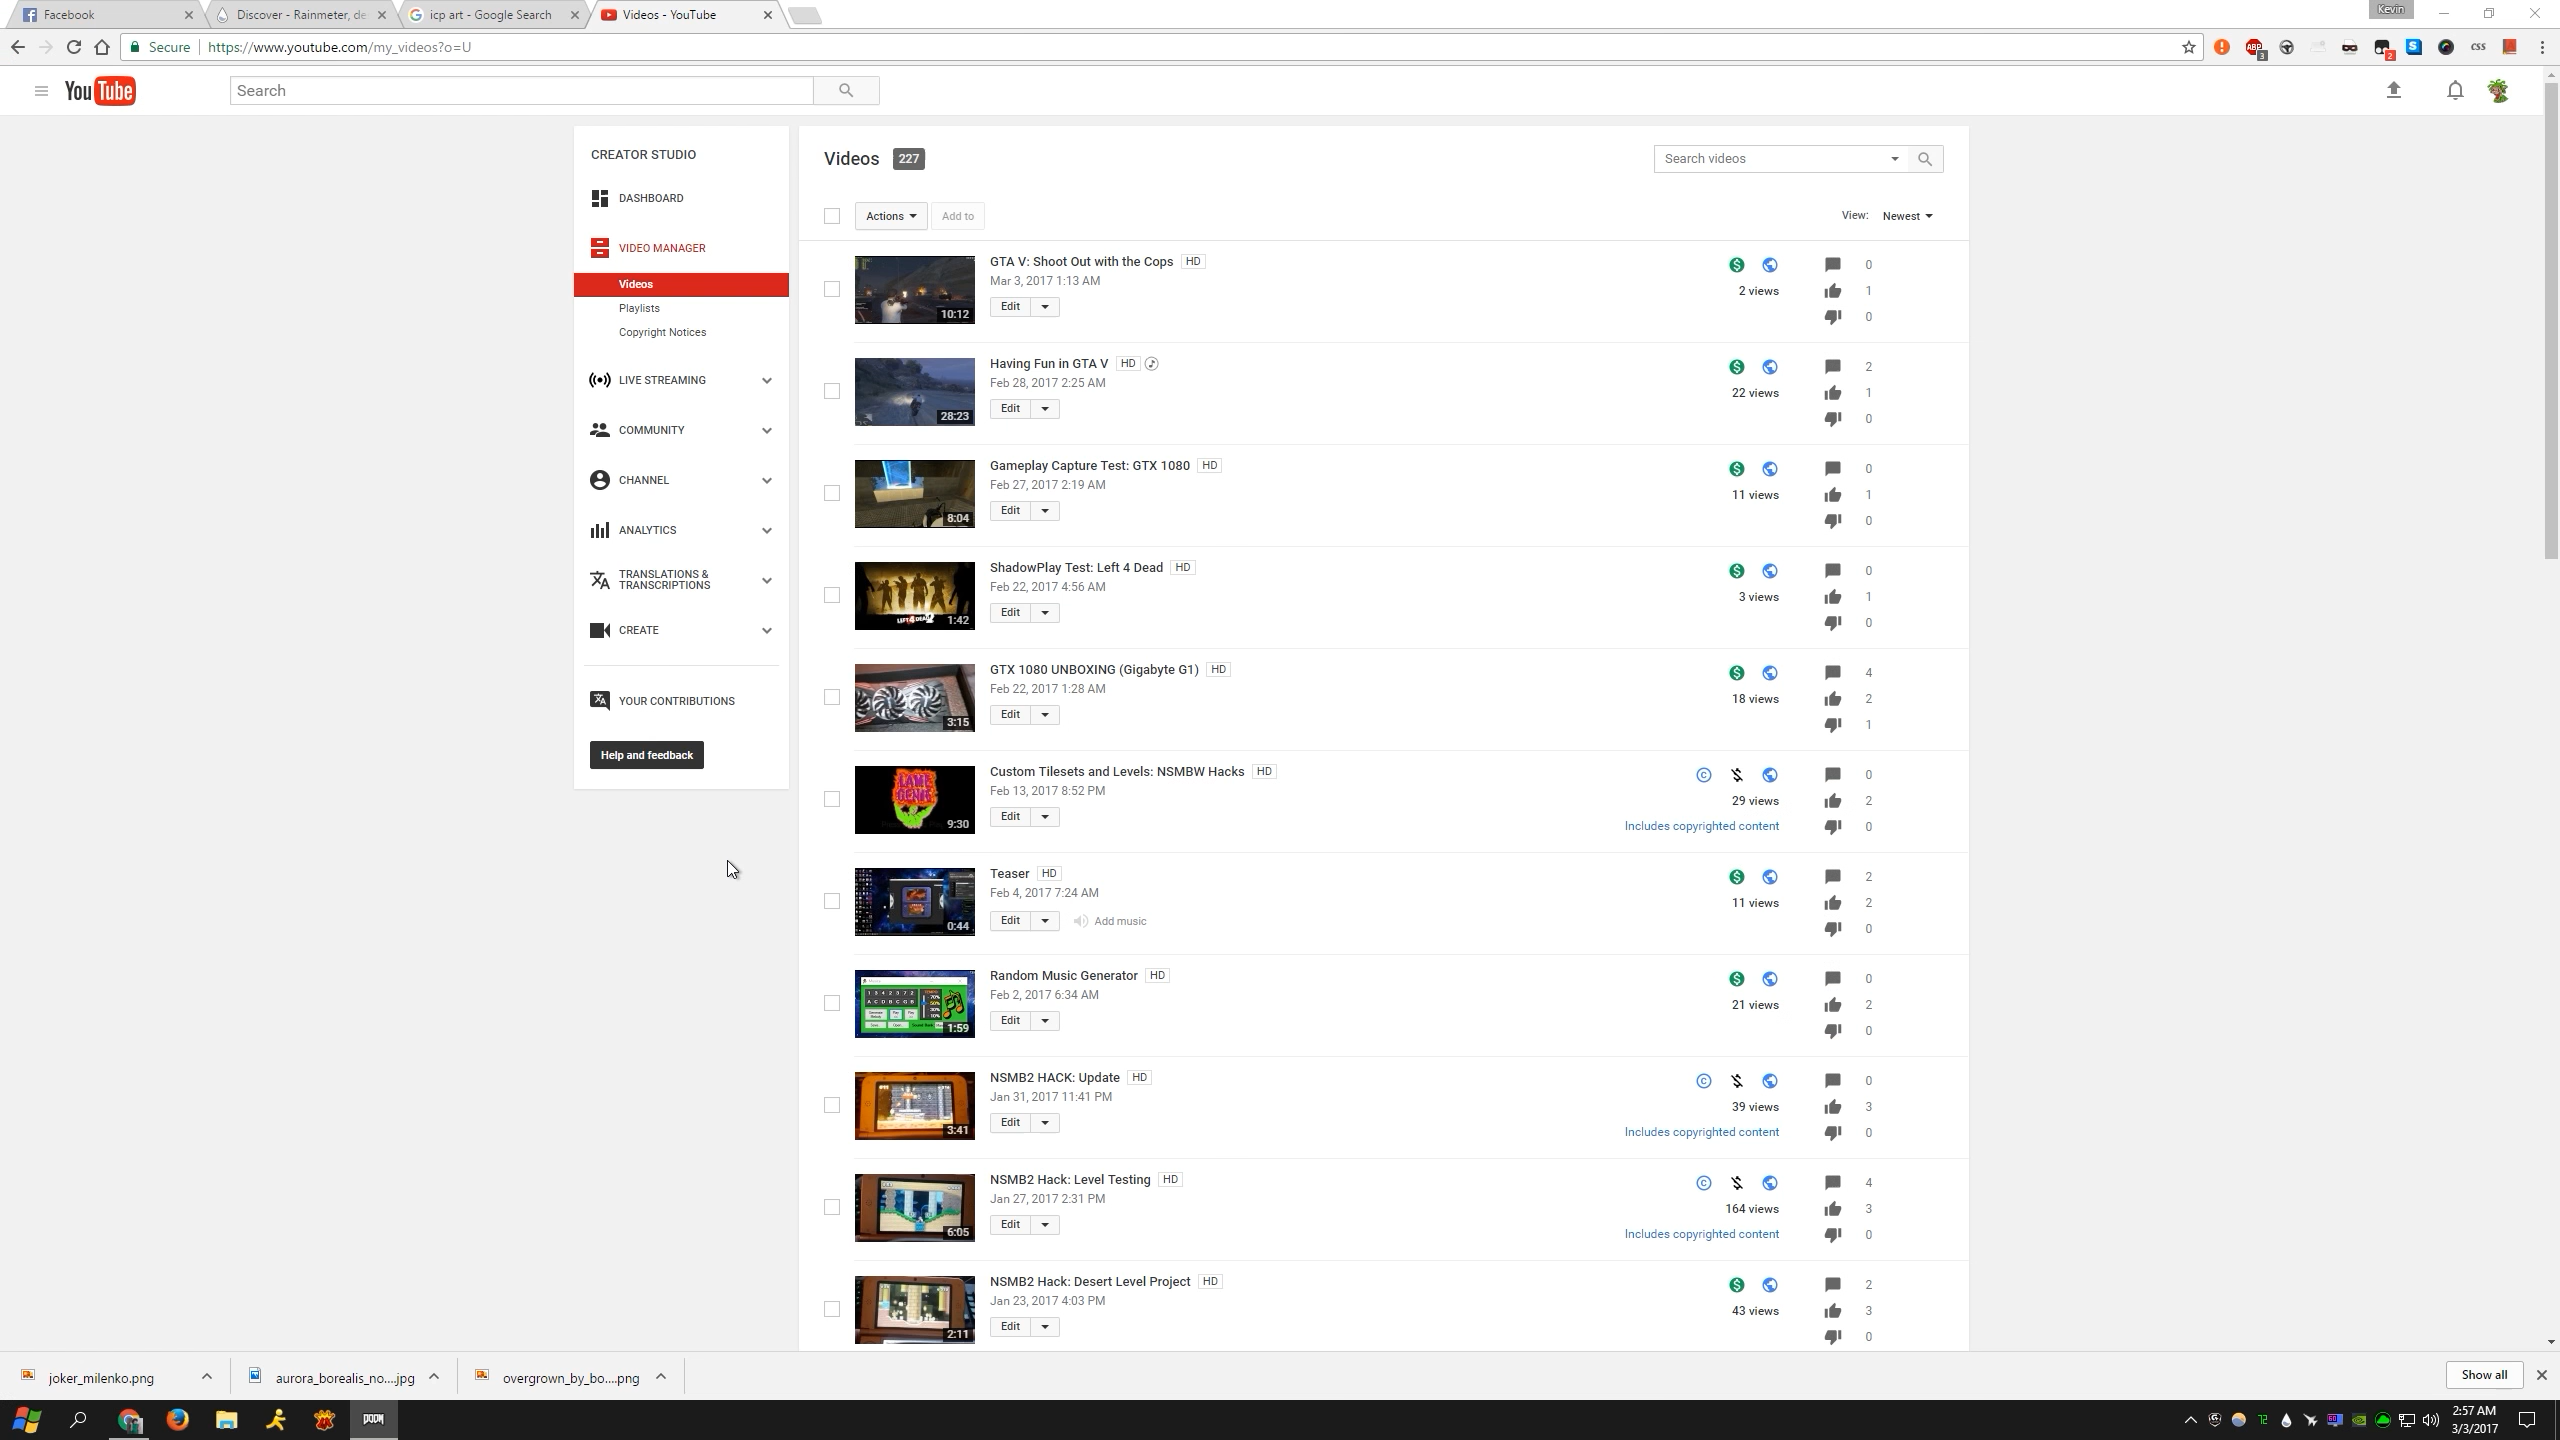 Facebook
Discover - Rainmeter, de
icp art - Google Search
Videos - YouTube
Kevin
Secure
https://www.youtube.com/my_videos?o=U
ABP
3
2
S
css
YouTube
Search
CREATOR STUDIO
DASHBOARD
VIDEO MANAGER
Videos
Playlists
Copyright Notices
LIVE STREAMING
COMMUNITY
CHANNEL
ANALYTICS
TRANSLATIONS &
TRANSCRIPTIONS
CREATE
YOUR CONTRIBUTIONS
Help and feedback
Videos 227
Search videos
Actions
Add to
View: Newest
GTA V: Shoot Out with the Cops HD
Mar 3, 2017 1:13 AM
Edit
10:12
2 views
0
1
0
Having Fun in GTA V HD
Feb 28, 2017 2:25 AM
Edit
28:23
22 views
2
1
0
Gameplay Capture Test: GTX 1080 HD
Feb 27, 2017 2:19 AM
Edit
8:04
11 views
0
1
0
ShadowPlay Test: Left 4 Dead HD
Feb 22, 2017 4:56 AM
Edit
LEFT 4 DEAD 2
1:42
3 views
0
1
0
GTX 1080 UNBOXING (Gigabyte G1) HD
Feb 22, 2017 1:28 AM
Edit
3:15
18 views
4
2
1
Custom Tilesets and Levels: NSMBW Hacks HD
Feb 13, 2017 8:52 PM
Edit
LAME GENIE
9:30
29 views
Includes copyrighted content
0
2
0
Teaser HD
Feb 4, 2017 7:24 AM
Edit
Add music
0:44
11 views
2
2
0
Random Music Generator HD
Feb 2, 2017 6:34 AM
Edit
1:59
21 views
0
2
0
NSMB2 HACK: Update HD
Jan 31, 2017 11:41 PM
Edit
3:41
39 views
Includes copyrighted content
0
3
0
NSMB2 Hack: Level Testing HD
Jan 27, 2017 2:31 PM
Edit
6:05
164 views
Includes copyrighted content
4
3
0
NSMB2 Hack: Desert Level Project HD
Jan 23, 2017 4:03 PM
Edit
2:11
43 views
2
3
0
joker_milenko.png
aurora_borealis_no....jpg
overgrown_by_bo....png
Show all
DOOM
72
60
2:57 AM
3/3/2017